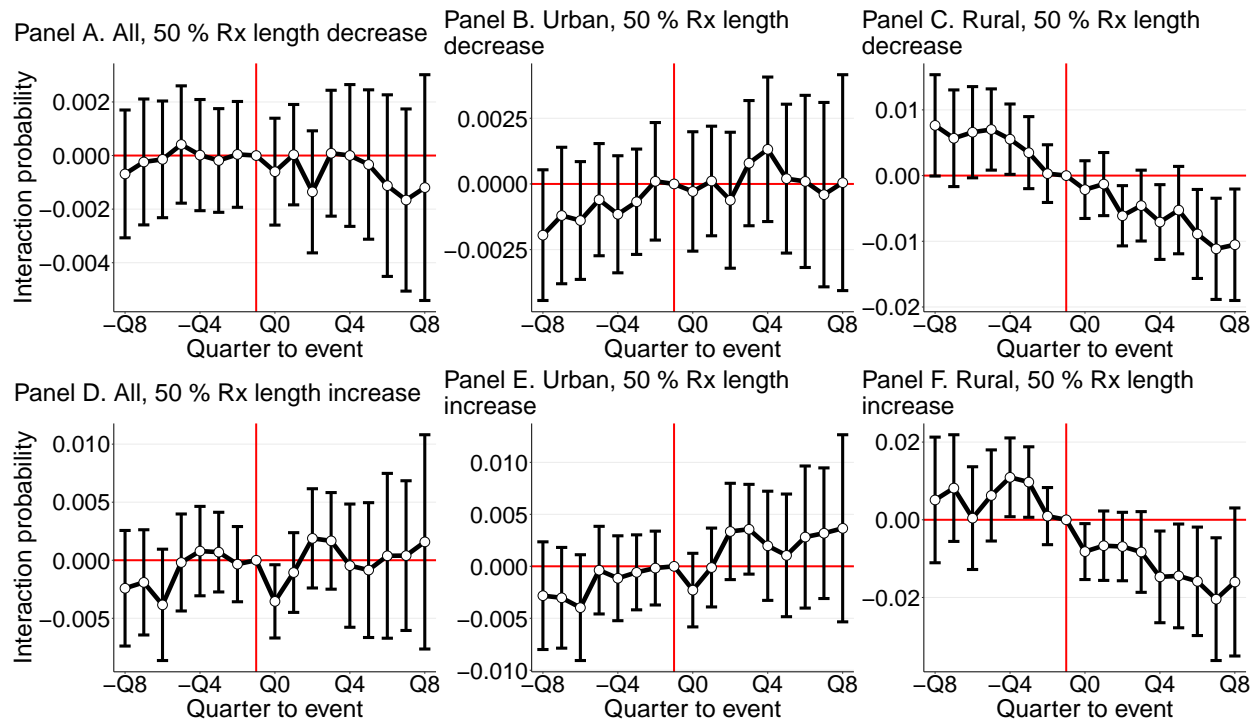 Panel A. All, 50 % Rx length decrease
Panel B. Urban, 50 % Rx length
decrease
Panel C. Rural, 50 % Rx length
decrease
Interaction probability
0.002
0.000
−0.002
−0.004
−Q8
−Q4
Q0
Q4
Q8
Quarter to event
0.0025
0.0000
−0.0025
−Q8
−Q4
Q0
Q4
Q8
Quarter to event
0.01
0.00
−0.01
−0.02
−Q8
−Q4
Q0
Q4
Q8
Quarter to event
Panel D. All, 50 % Rx length increase
Panel E. Urban, 50 % Rx length
increase
Panel F. Rural, 50 % Rx length
increase
Interaction probability
0.010
0.005
0.000
−0.005
−Q8
−Q4
Q0
Q4
Q8
Quarter to event
0.010
0.005
0.000
−0.005
−0.010
−Q8
−Q4
Q0
Q4
Q8
Quarter to event
0.02
0.00
−0.02
−Q8
−Q4
Q0
Q4
Q8
Quarter to event